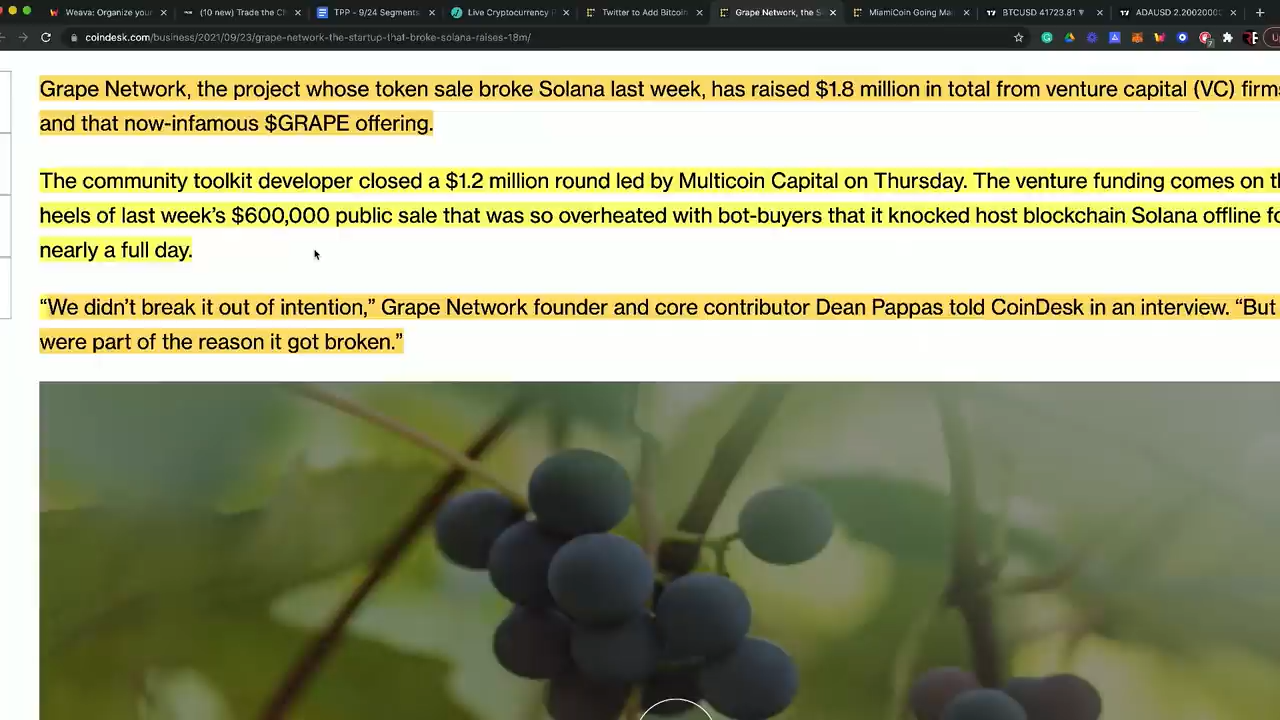 Weava: Organize your
(10 new) Trade the Ch
TPP - 9/24 Segments
Live Cryptocurrency P
Twitter to Add Bitcoin
Grape Network, the S
MiamiCoin Going Ma
BTCUSD 41723.81
ADAUSD 2.2002000
coindesk.com/business/2021/09/23/grape-network-the-startup-that-broke-solana-raises-18m/
Grape Network, the project whose token sale broke Solana last week, has raised $1.8 million in total from venture capital (VC) firms
and that now-infamous $GRAPE offering.
The community toolkit developer closed a $1.2 million round led by Multicoin Capital on Thursday. The venture funding comes on th
heels of last week’s $600,000 public sale that was so overheated with bot-buyers that it knocked host blockchain Solana offline fo
nearly a full day.
“We didn’t break it out of intention,” Grape Network founder and core contributor Dean Pappas told CoinDesk in an interview. “But
were part of the reason it got broken.”